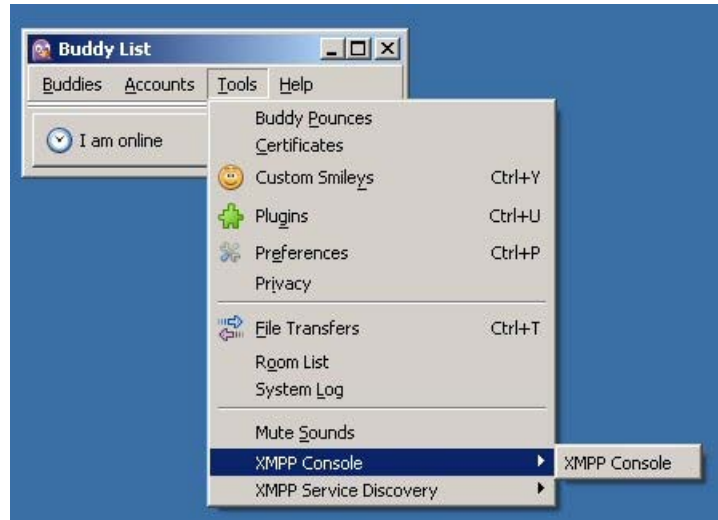 Buddy List
Buddies Accounts Tools Help
I am online
Buddy Pounces
Certificates
Custom Smileys Ctrl+Y
Plugins Ctrl+U
Preferences Ctrl+P
Privacy
File Transfers Ctrl+T
Room List
System Log
Mute Sounds
XMPP Console XMPP Console
XMPP Service Discovery